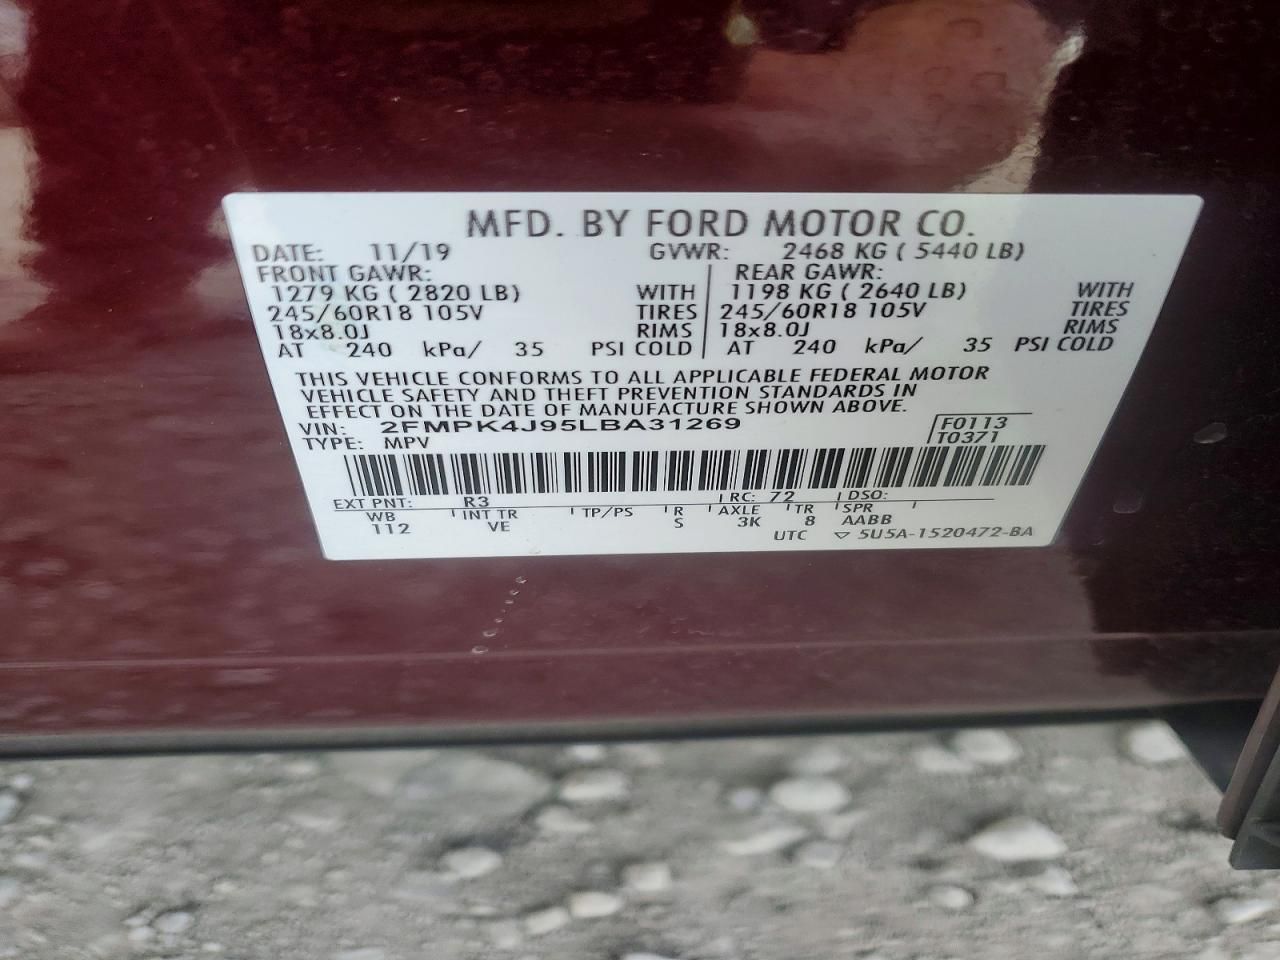 MFD. BY FORD MOTOR CO.
DATE: 11/19 GVWR: 2468 KG ( 5440 LB)
FRONT GAWR: REAR GAWR:
1279 KG ( 2820 LB) WITH 1198 KG ( 2640 LB) WITH
245/60R18 105V TIRES 245/60R18 105V TIRES
18x8.0J RIMS 18x8.0J RIMS
AT 240 kPa/ 35 PSI COLD AT 240 kPa/ 35 PSI COLD
THIS VEHICLE CONFORMS TO ALL APPLICABLE FEDERAL MOTOR
VEHICLE SAFETY AND THEFT PREVENTION STANDARDS IN
EFFECT ON THE DATE OF MANUFACTURE SHOWN ABOVE.
VIN: 2FMPK4J95LBA31269 F0113
TYPE: MPV T0371
EXT PNT: R3 RC: 72 DSO:
WB INT TR TP/PS R AXLE TR SPR
112 VE S 3K 8 AABB
UTC ▽ 5U5A-1520472-BA